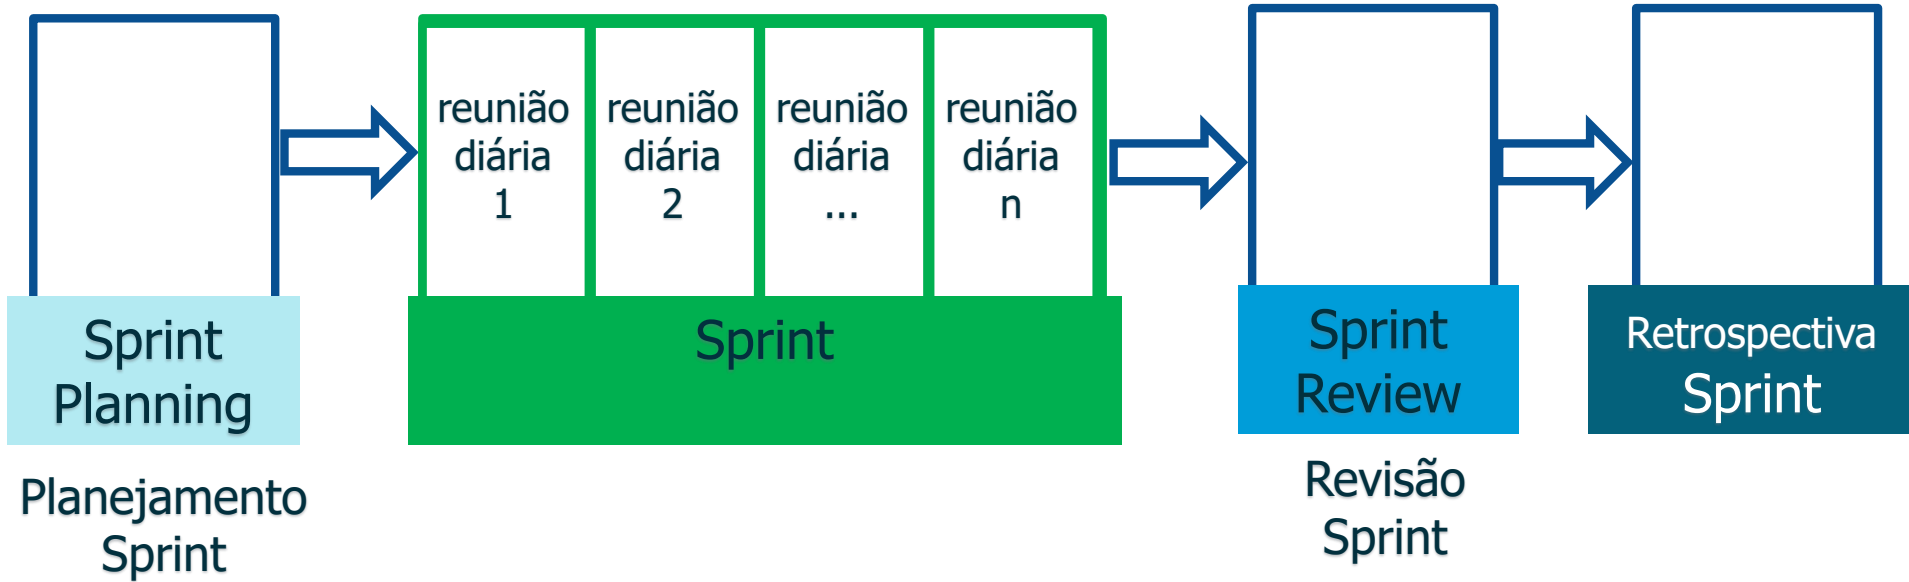 reunião
diária
1
reunião
diária
2
reunião
diária
...
reunião
diária
n
Sprint
Planning
Sprint
Sprint
Review
Retrospectiva
Sprint
Planejamento
Sprint
Revisão
Sprint